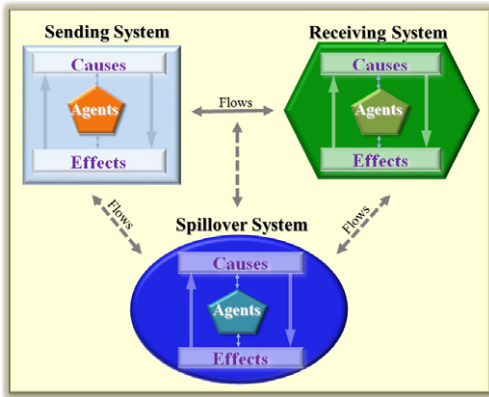 Sending System
Receiving System
Causes
Causes
Agents
Flows
Agents
Effects
Effects
Flows
Flows
Spillover System
Causes
Agents
Effects